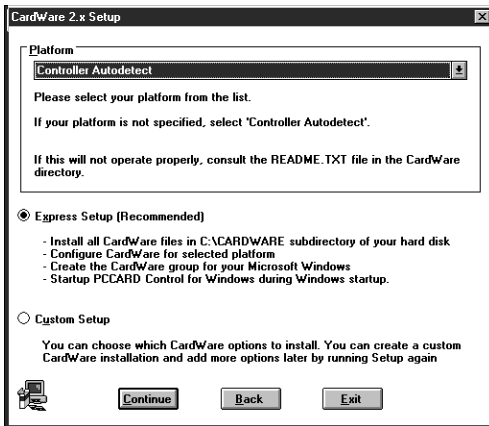 CardWare 2.x Setup
Platform
Controller Autodetect
Please select your platform from the list.
If your platform is not specified, select 'Controller Autodetect'.
If this will not operate properly, consult the README.TXT file in the CardWare
directory.
Express Setup (Recommended)
- Install all CardWare files in C:\CARDWARE subdirectory of your hard disk
- Configure CardWare for selected platform
- Create the CardWare group for your Microsoft Windows
- Startup PCCARD Control for Windows during Windows startup.
Custom Setup
You can choose which CardWare options to install. You can create a custom
CardWare installation and add more options later by running Setup again
Continue Back Exit